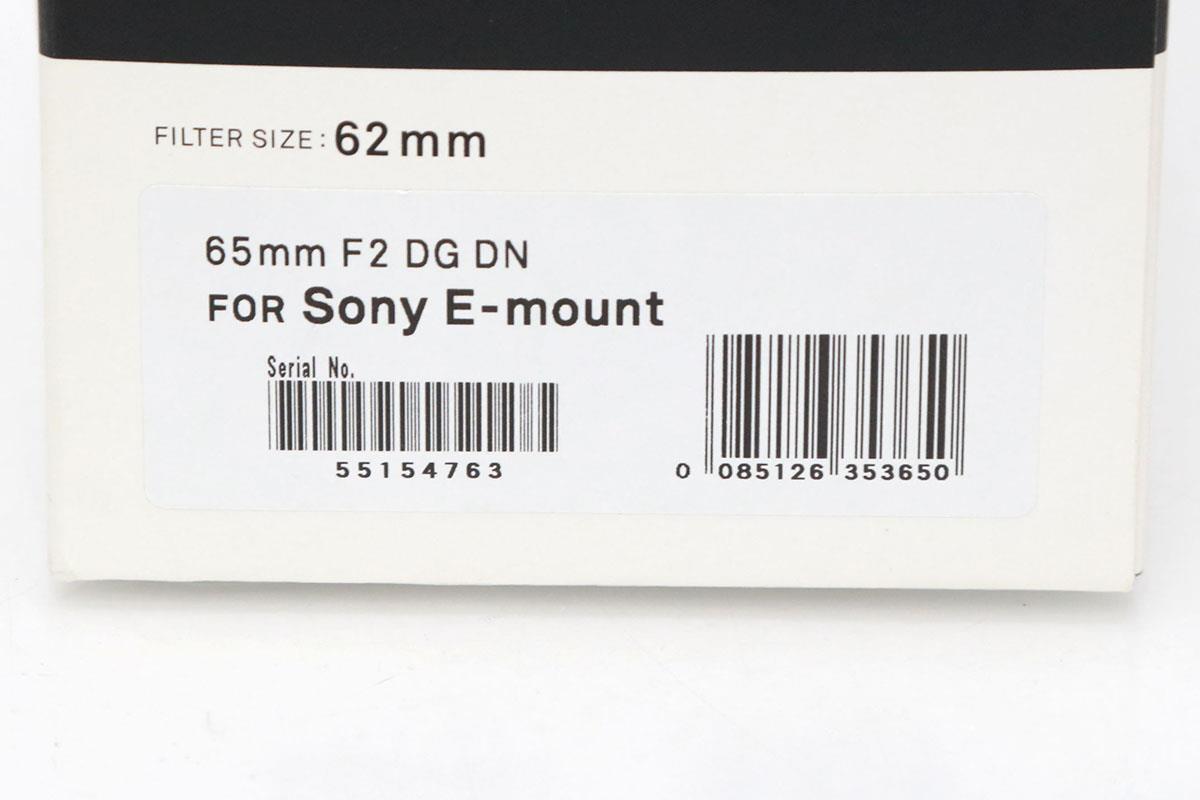 FILTER SIZE: 62mm
65mm F2 DG DN
FOR Sony E-mount
Serial No.
55154763
0 085126 353650